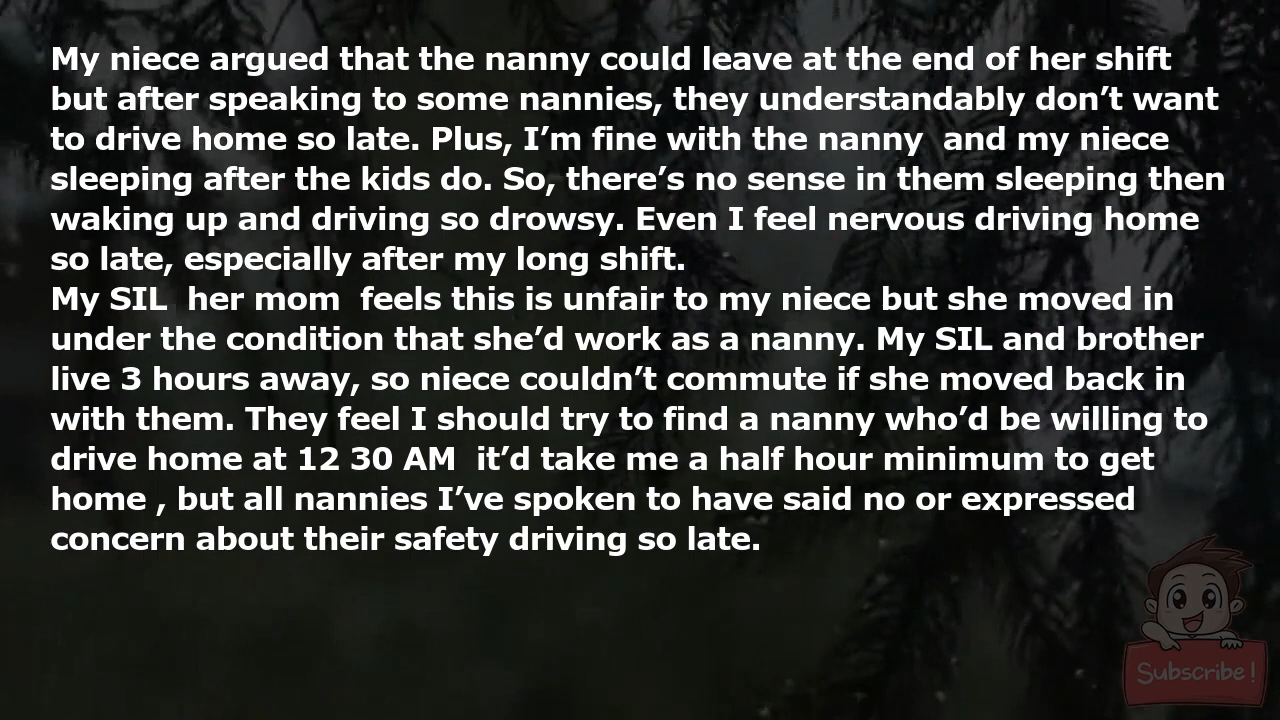 My niece argued that the nanny could leave at the end of her shift
but after speaking to some nannies, they understandably don’t want
to drive home so late. Plus, I’m fine with the nanny  and my niece
sleeping after the kids do. So, there’s no sense in them sleeping then
waking up and driving so drowsy. Even I feel nervous driving home
so late, especially after my long shift.
My SIL  her mom  feels this is unfair to my niece but she moved in
under the condition that she’d work as a nanny. My SIL and brother
live 3 hours away, so niece couldn’t commute if she moved back in
with them. They feel I should try to find a nanny who’d be willing to
drive home at 12 30 AM  it’d take me a half hour minimum to get
home , but all nannies I’ve spoken to have said no or expressed
concern about their safety driving so late.
Subscribe!